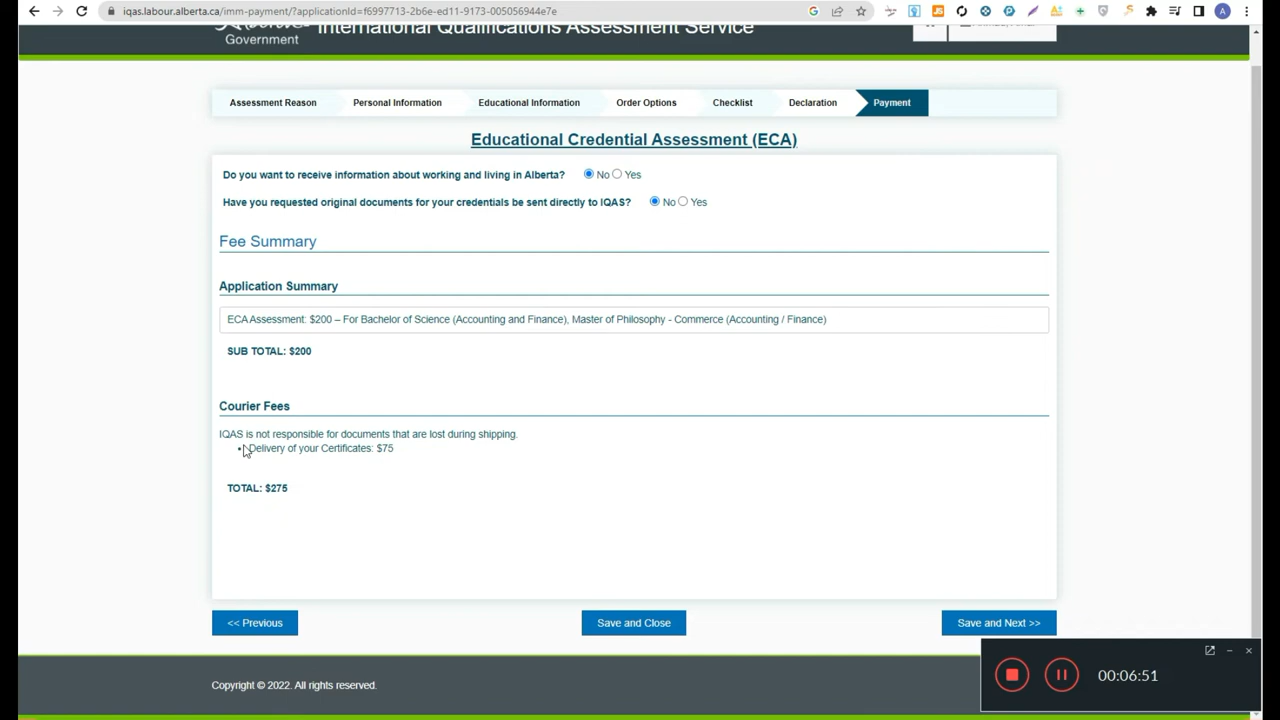 iqas.labour.alberta.ca/imm-payment/?applicationId=f6997713-2b6e-ed11-9173-005056944e7e
A
International Qualifications Assessment Service
Government
Assessment Reason
Personal Information
Educational Information
Order Options
Checklist
Declaration
Payment
Educational Credential Assessment (ECA)
Do you want to receive information about working and living in Alberta? No Yes
Have you requested original documents for your credentials be sent directly to IQAS? No Yes
Fee Summary
Application Summary
ECA Assessment: $200 – For Bachelor of Science (Accounting and Finance), Master of Philosophy - Commerce (Accounting / Finance)
SUB TOTAL: $200
Courier Fees
IQAS is not responsible for documents that are lost during shipping.
• Delivery of your Certificates: $75
TOTAL: $275
<< Previous
Save and Close
Save and Next >>
00:06:51
Copyright © 2022. All rights reserved.